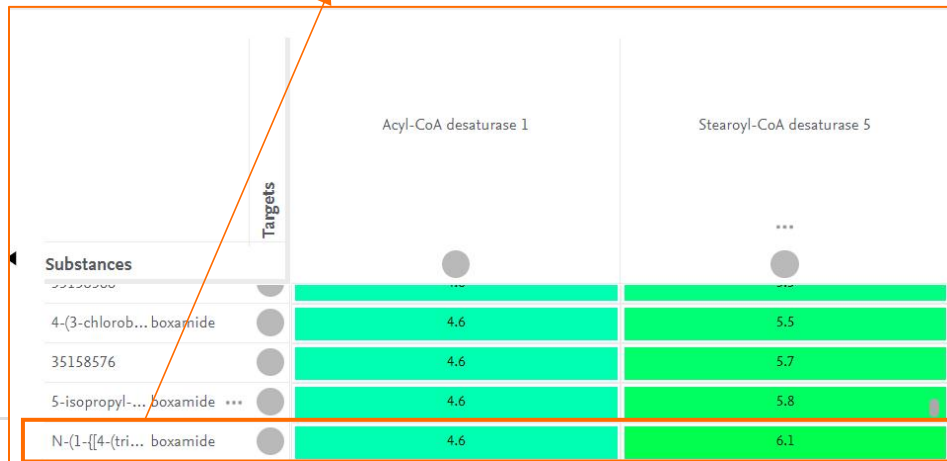 Acyl-CoA desaturase 1 Stearoyl-CoA desaturase 5
Targets
...
Substances
4-(3-chlorob... boxamide 4.6 5.5
35158576 4.6 5.7
5-isopropyl-... boxamide ... 4.6 5.8
N-(1-{[4-(tri... boxamide 4.6 6.1